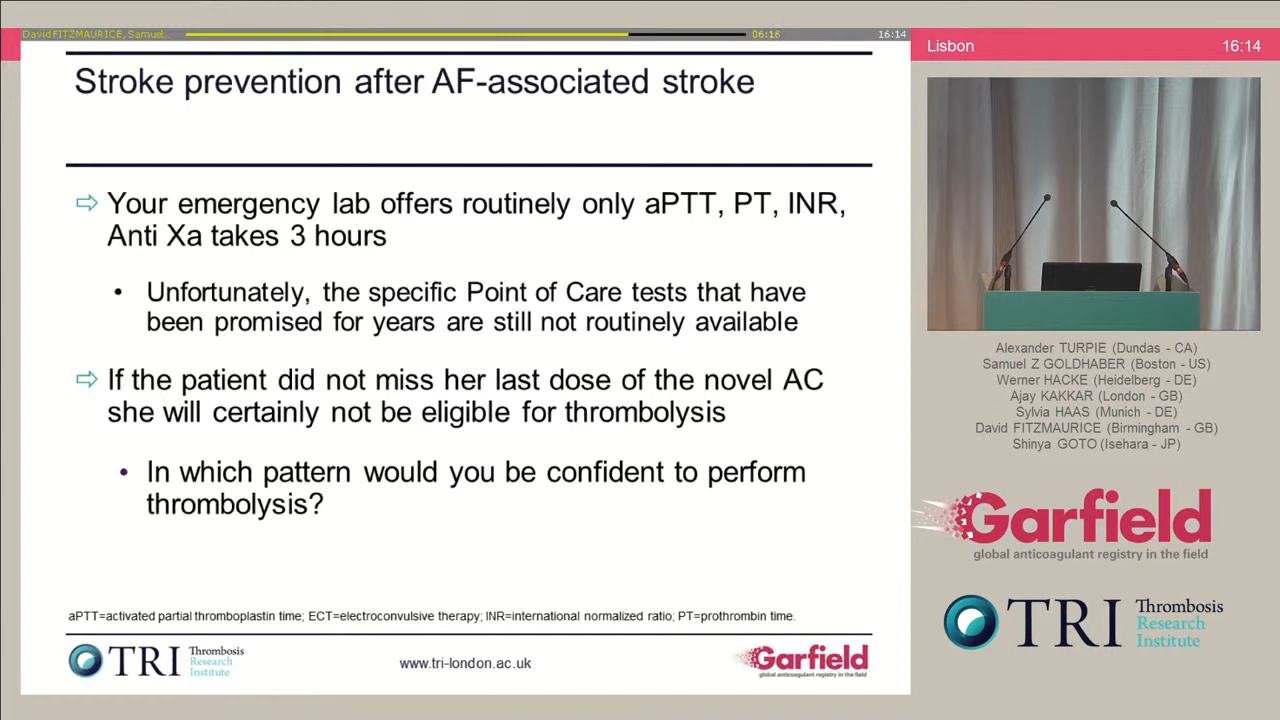 David FITZMAURICE, Samuel..
06:16
16:14
Lisbon
16:14
Stroke prevention after AF-associated stroke
⇨ Your emergency lab offers routinely only aPTT, PT, INR,
Anti Xa takes 3 hours
• Unfortunately, the specific Point of Care tests that have
been promised for years are still not routinely available
⇨ If the patient did not miss her last dose of the novel AC
she will certainly not be eligible for thrombolysis
• In which pattern would you be confident to perform
thrombolysis?
aPTT=activated partial thromboplastin time; ECT=electroconvulsive therapy; INR=international normalized ratio; PT=prothrombin time.
TRI Thrombosis
Research
Institute
www.tri-london.ac.uk
Garfield
global anticoagulant registry in the field
Alexander TURPIE (Dundas - CA)
Samuel Z GOLDHABER (Boston - US)
Werner HACKE (Heidelberg - DE)
Ajay KAKKAR (London - GB)
Sylvia HAAS (Munich - DE)
David FITZMAURICE (Birmingham - GB)
Shinya GOTO (Isehara - JP)
Garfield
global anticoagulant registry in the field
TRI Thrombosis
Research
Institute